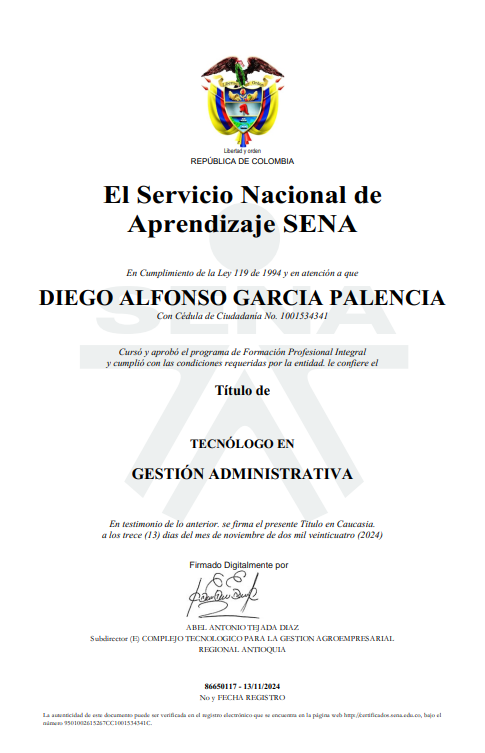 Libertad y orden
REPÚBLICA DE COLOMBIA
El Servicio Nacional de
Aprendizaje SENA
En Cumplimiento de la Ley 119 de 1994 y en atención a que
DIEGO ALFONSO GARCIA PALENCIA
Con Cédula de Ciudadania No. 1001534341
SENA
Cursó y aprobó el programa de Formación Profesional Integral
y cumplió con las condiciones requeridas por la entidad. le confiere el
Título de
TECNÓLOGO EN
GESTIÓN ADMINISTRATIVA
En testimonio de lo anterior. se firma el presente Título en Caucasia.
a los trece (13) días del mes de noviembre de dos mil veinticuatro (2024)
Firmado Digitalmente por
ABEL ANTONIO TEJADA DIAZ
Subdirector (E) COMPLEJO TECNOLOGICO PARA LA GESTION AGROEMPRESARIAL
REGIONAL ANTIOQUIA
86650117 - 13/11/2024
No y FECHA REGISTRO
La autenticidad de este documento puede ser verificada en el registro electrónico que se encuentra en la página web http://certificados.sena.edu.co, bajo el
número 9501002615267CC1001534341C.